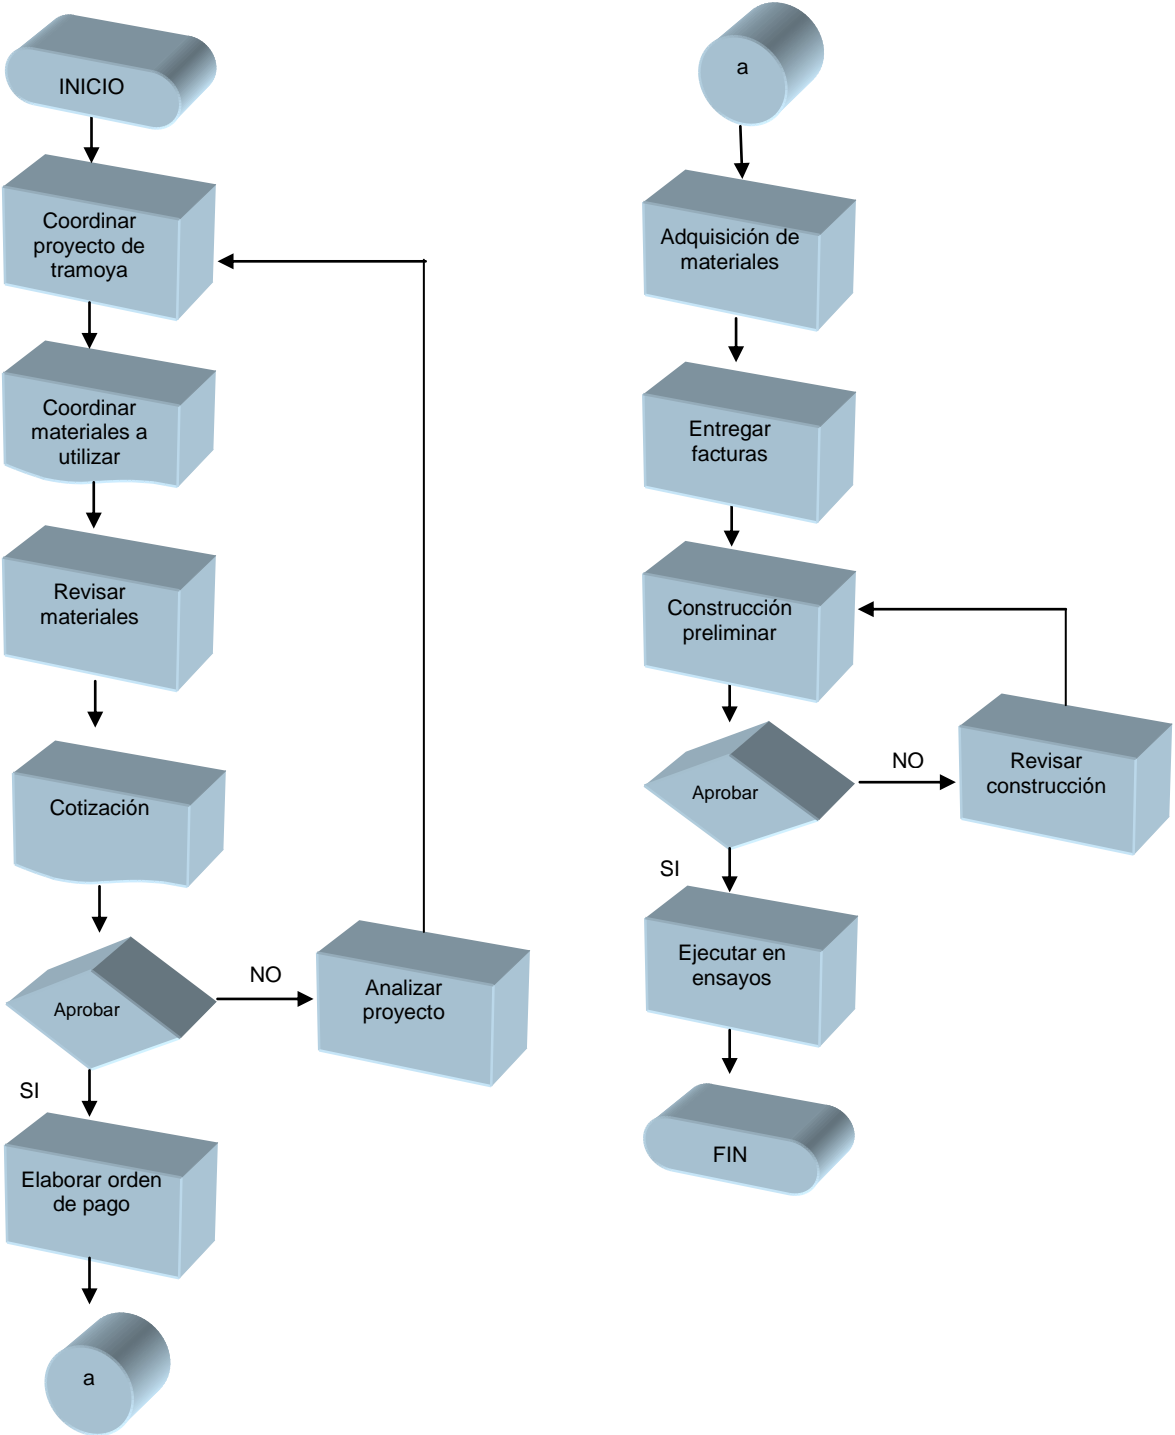 INICIO
Coordinar
proyecto de
tramoya
Coordinar
materiales a
utilizar
Revisar
materiales
Cotización
Aprobar
NO
Analizar
proyecto
SI
Elaborar orden
de pago
a
a
Adquisición de
materiales
Entregar
facturas
Construcción
preliminar
Aprobar
NO
Revisar
construcción
SI
Ejecutar en
ensayos
FIN